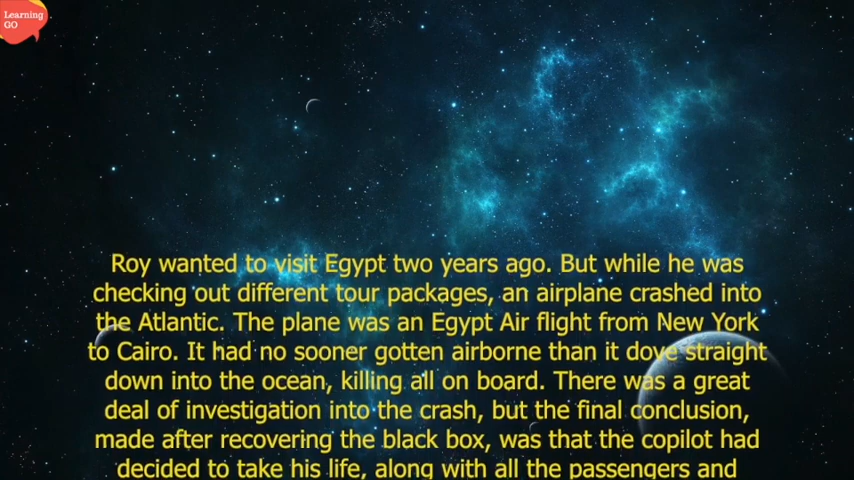 Learning
GO
Roy wanted to visit Egypt two years ago. But while he was
checking out different tour packages, an airplane crashed into
the Atlantic. The plane was an Egypt Air flight from New York
to Cairo. It had no sooner gotten airborne than it dove straight
down into the ocean, killing all on board. There was a great
deal of investigation into the crash, but the final conclusion,
made after recovering the black box, was that the copilot had
decided to take his life, along with all the passengers and